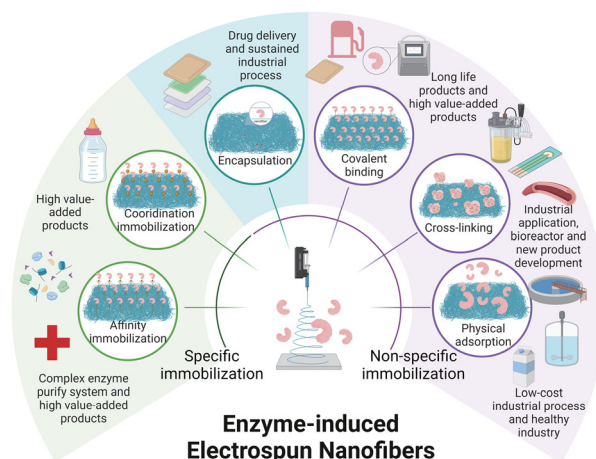 Drug delivery
and sustained
industrial
process
Encapsulation
Covalent
binding
Long life
products and
high value-added
products
High value-
added
products
Cooridination
immobilization
Cross-linking
Industrial
application,
bioreactor and
new product
development
Affinity
immobilization
Physical
adsorption
Specific
immobilization
Non-specific
immobilization
Complex enzyme
purify system and
high value-added
products
Low-cost
industrial process
and healthy
industry
Enzyme-induced
Electrospun Nanofibers